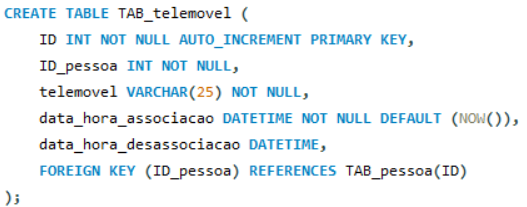 CREATE TABLE TAB_telemovel (
ID INT NOT NULL AUTO_INCREMENT PRIMARY KEY,
ID_pessoa INT NOT NULL,
telemovel VARCHAR(25) NOT NULL,
data_hora_associacao DATETIME NOT NULL DEFAULT (NOW()),
data_hora_desassociacao DATETIME,
FOREIGN KEY (ID_pessoa) REFERENCES TAB_pessoa(ID)
);